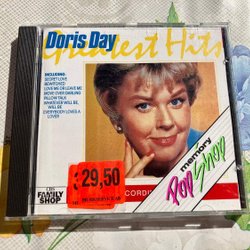 Doris Day
Greatest Hits
INCLUDING:
SECRET LOVE
BEWITCHED
LOVE ME OR LEAVE ME
MOVE OVER DARLING
PILLOW TALK
WHATEVER WILL BE,
WILL BE
EVERYBODY LOVES A
LOVER
29,50
CBS
FAMILY
SHOP
memory
Pop Shop